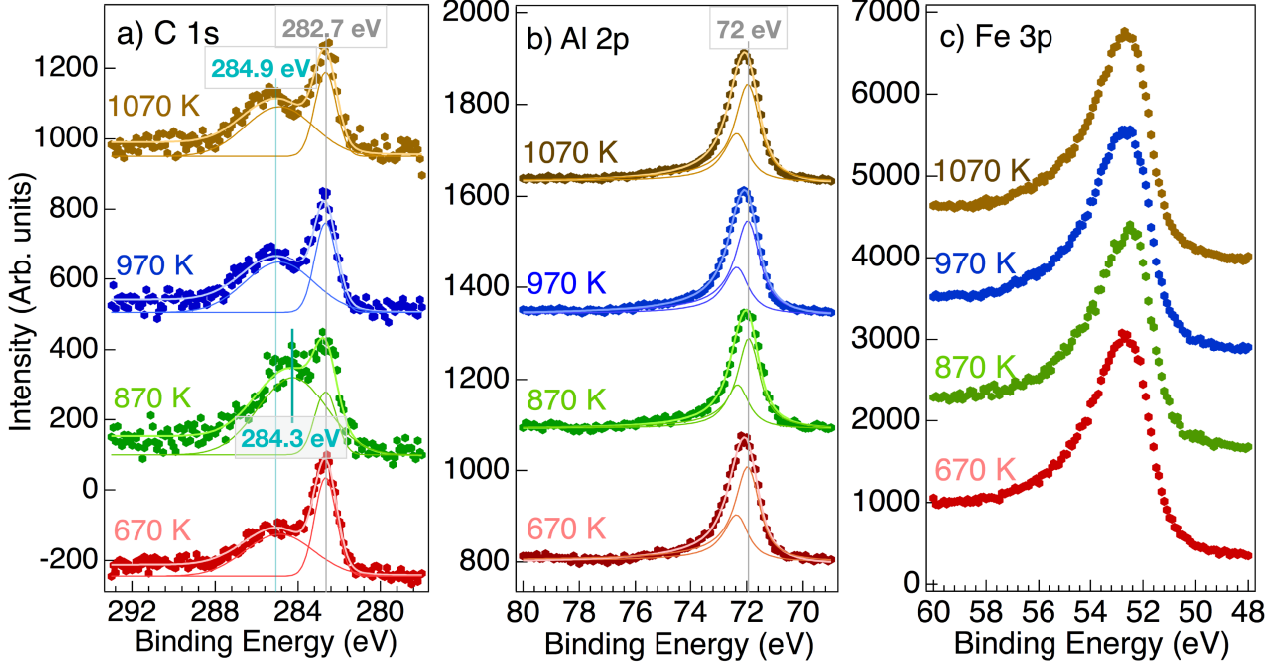 a) C 1s
282.7 eV
284.9 eV
1070 K
970 K
870 K
284.3 eV
670 K
1200
1000
800
600
400
200
0
-200
292
288
284
280
Intensity (Arb. units)
Binding Energy (eV)
b) Al 2p
72 eV
1070 K
970 K
870 K
670 K
2000
1800
1600
1400
1200
1000
800
80
78
76
74
72
70
Binding Energy (eV)
c) Fe 3p
1070 K
970 K
870 K
670 K
7000
6000
5000
4000
3000
2000
1000
0
60
58
56
54
52
50
48
Binding Energy (eV)